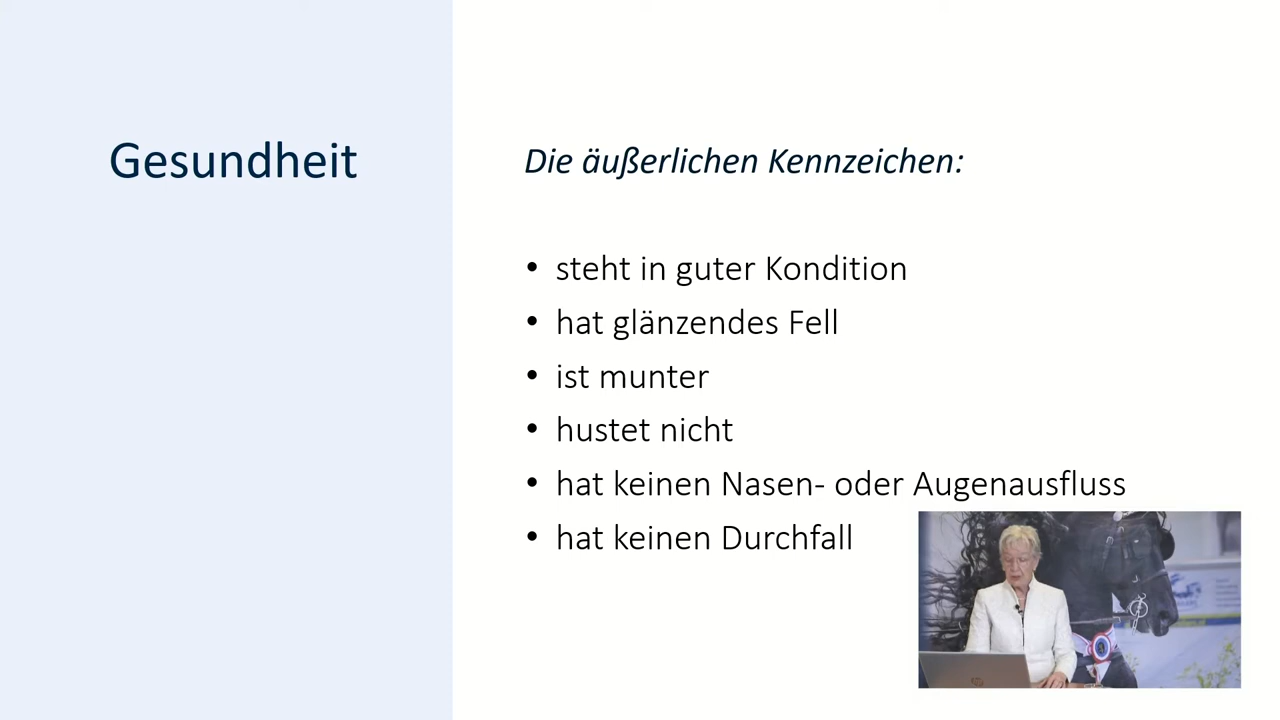 Gesundheit
Die äußerlichen Kennzeichen:
• steht in guter Kondition
• hat glänzendes Fell
• ist munter
• hustet nicht
• hat keinen Nasen- oder Augenausfluss
• hat keinen Durchfall